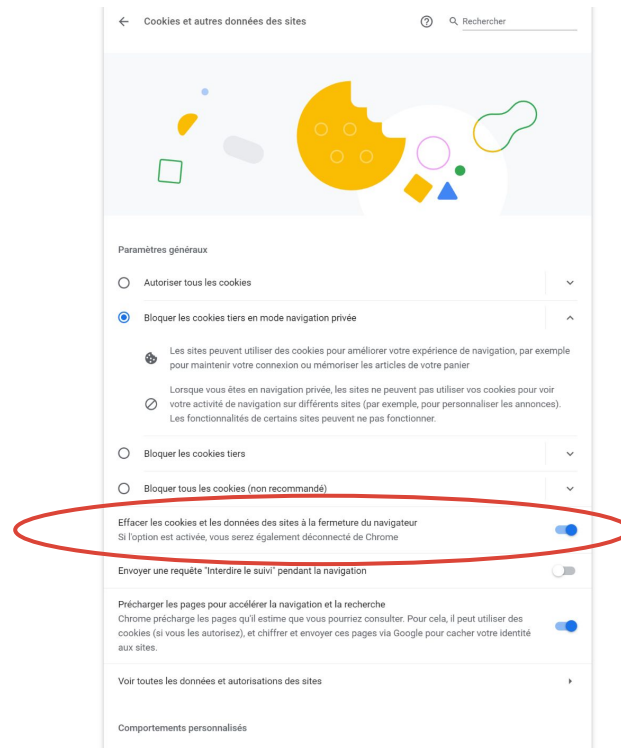 Cookies et autres données des sites
Rechercher
Paramètres généraux
Autoriser tous les cookies
Bloquer les cookies tiers en mode navigation privée
Les sites peuvent utiliser des cookies pour améliorer votre expérience de navigation, par exemple
pour maintenir votre connexion ou mémoriser les articles de votre panier
Lorsque vous êtes en navigation privée, les sites ne peuvent pas utiliser vos cookies pour voir
votre activité de navigation sur différents sites (par exemple, pour personnaliser les annonces).
Les fonctionnalités de certains sites peuvent ne pas fonctionner.
Bloquer les cookies tiers
Bloquer tous les cookies (non recommandé)
Effacer les cookies et les données des sites à la fermeture du navigateur
Si l'option est activée, vous serez également déconnecté de Chrome
Envoyer une requête "Interdire le suivi" pendant la navigation
Précharger les pages pour accélérer la navigation et la recherche
Chrome précharge les pages qu'il estime que vous pourriez consulter. Pour cela, il peut utiliser des
cookies (si vous les autorisez), et chiffrer et envoyer ces pages via Google pour cacher votre identité
aux sites.
Voir toutes les données et autorisations des sites
Comportements personnalisés